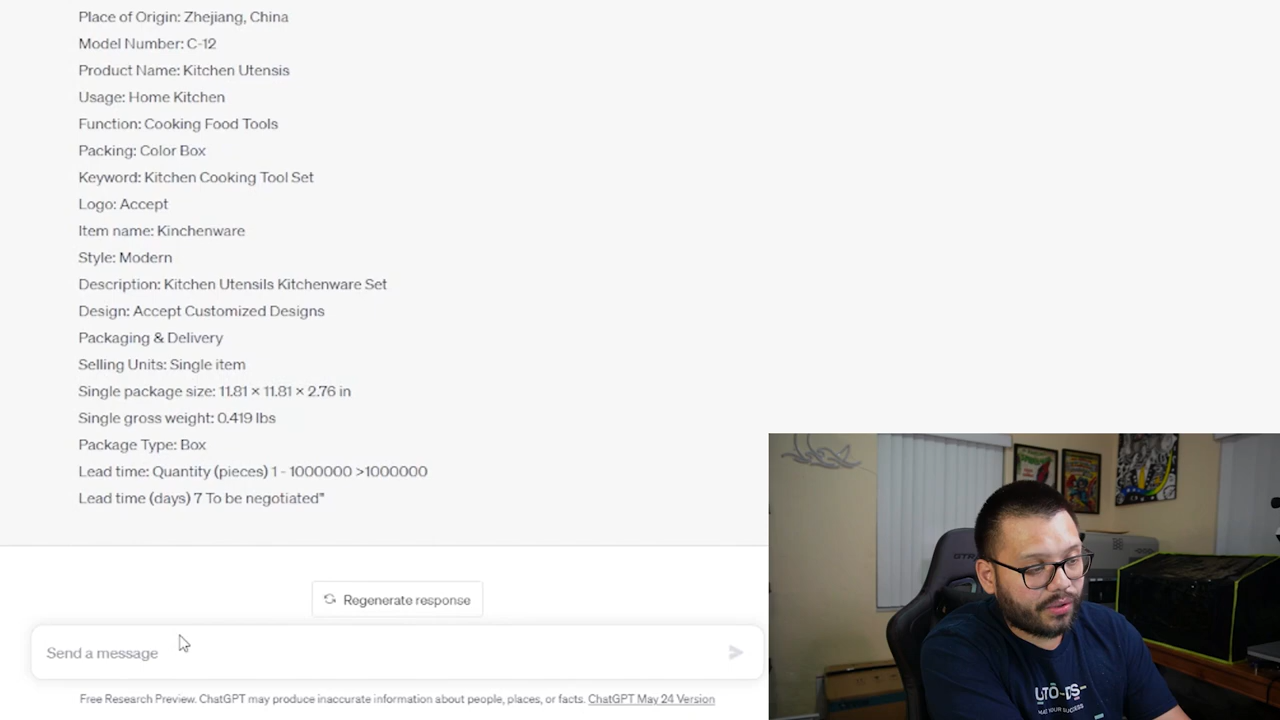 Place of Origin: Zhejiang, China
Model Number: C-12
Product Name: Kitchen Utensis
Usage: Home Kitchen
Function: Cooking Food Tools
Packing: Color Box
Keyword: Kitchen Cooking Tool Set
Logo: Accept
Item name: Kinchenware
Style: Modern
Description: Kitchen Utensils Kitchenware Set
Design: Accept Customized Designs
Packaging & Delivery
Selling Units: Single item
Single package size: 11.81 × 11.81 × 2.76 in
Single gross weight: 0.419 lbs
Package Type: Box
Lead time: Quantity (pieces) 1 - 1000000 >1000000
Lead time (days) 7 To be negotiated"
Regenerate response
Send a message
Free Research Preview. ChatGPT may produce inaccurate information about people, places, or facts. ChatGPT May 24 Version